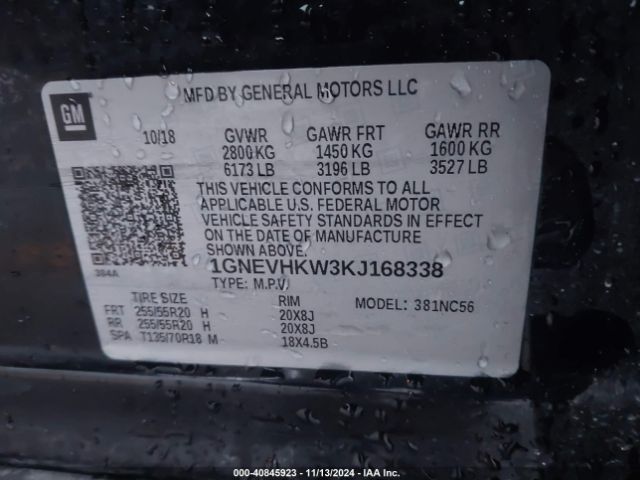 MFD BY GENERAL MOTORS LLC
GM
10/18 GVWR GAWR FRT GAWR RR
2800 KG 1450 KG 1600 KG
6173 LB 3196 LB 3527 LB
THIS VEHICLE CONFORMS TO ALL
APPLICABLE U.S. FEDERAL MOTOR
VEHICLE SAFETY STANDARDS IN EFFECT
ON THE DATE OF MANUFACTURE
SHOWN ABOVE.
384A 1GNEVHKW3KJ168338
TYPE: M.P.V.
TIRE SIZE RIM MODEL: 381NC56
FRT 255/55R20 H 20X8J
RR 255/55R20 H 20X8J
SPA T135/70R18 M 18X4.5B
000-40845923 - 11/13/2024 - IAA Inc.